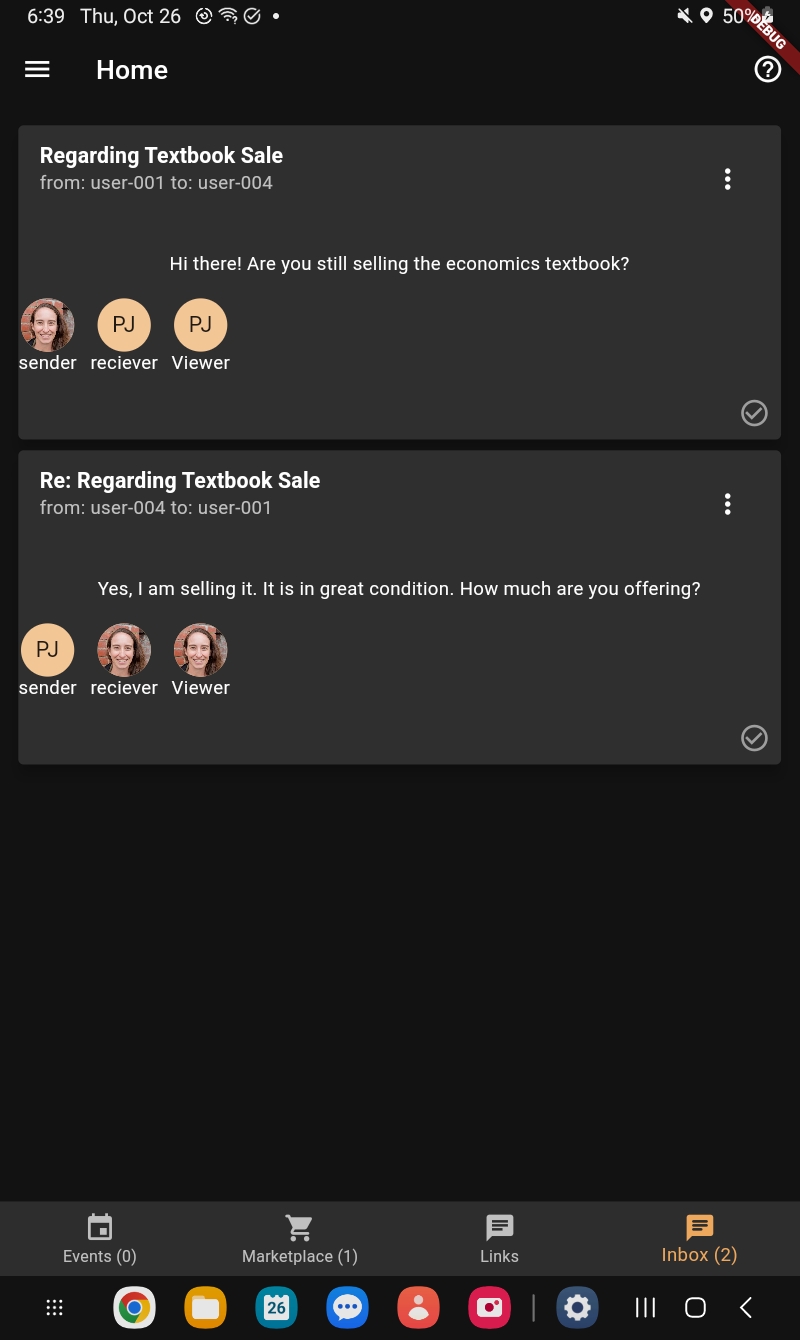 6:39 Thu, Oct 26
50%
DEBUG
Home
Regarding Textbook Sale
from: user-001 to: user-004
Hi there! Are you still selling the economics textbook?
PJ PJ
sender reciever Viewer
Re: Regarding Textbook Sale
from: user-004 to: user-001
Yes, I am selling it. It is in great condition. How much are you offering?
PJ
sender reciever Viewer
Events (0) Marketplace (1) Links Inbox (2)
26